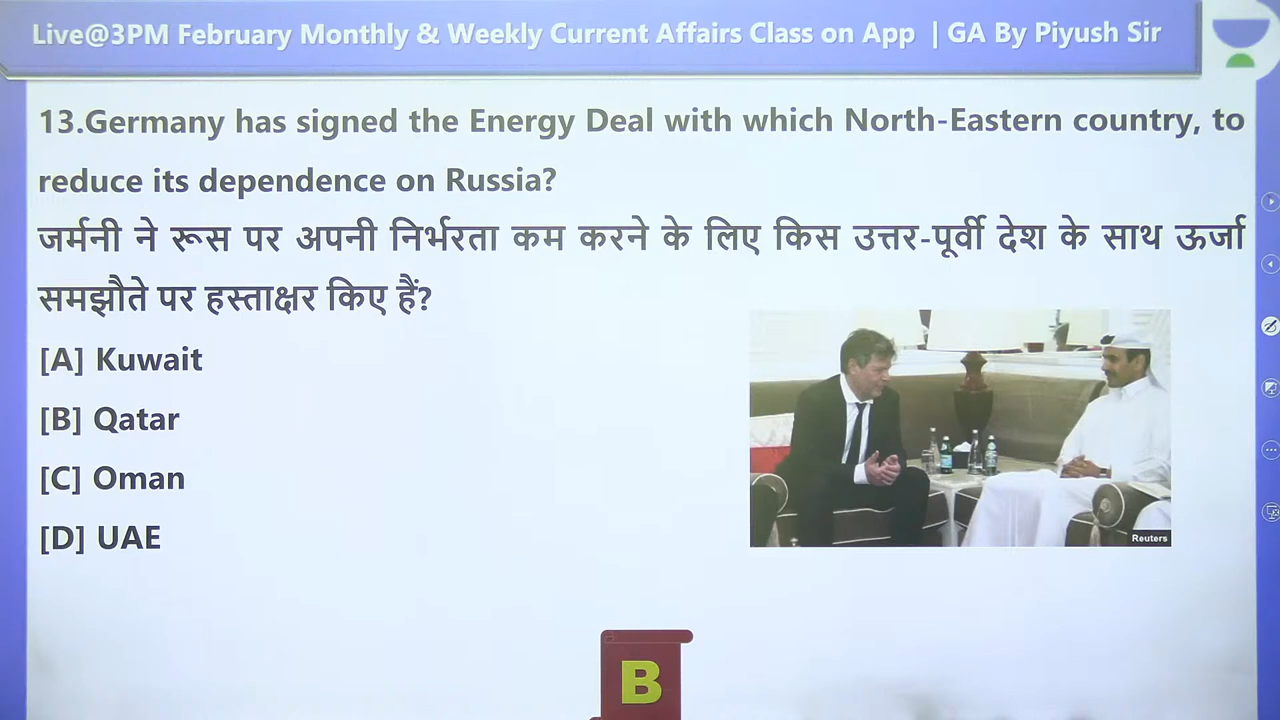 Live@3PM February Monthly & Weekly Current Affairs Class on App | GA By Piyush Sir
13.Germany has signed the Energy Deal with which North-Eastern country, to
reduce its dependence on Russia?
जर्मनी ने रूस पर अपनी निर्भरता कम करने के लिए किस उत्तर-पूर्वी देश के साथ ऊर्जा
समझौते पर हस्ताक्षर किए हैं?
[A] Kuwait
[B] Qatar
[C] Oman
[D] UAE
Reuters
B